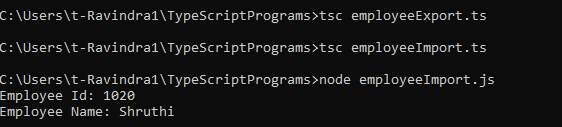 C:\Users\t-Ravindra1\TypeScriptPrograms>tsc employeeExport.ts
C:\Users\t-Ravindra1\TypeScriptPrograms>tsc employeeImport.ts
C:\Users\t-Ravindra1\TypeScriptPrograms>node employeeImport.js
Employee Id: 1020
Employee Name: Shruthi